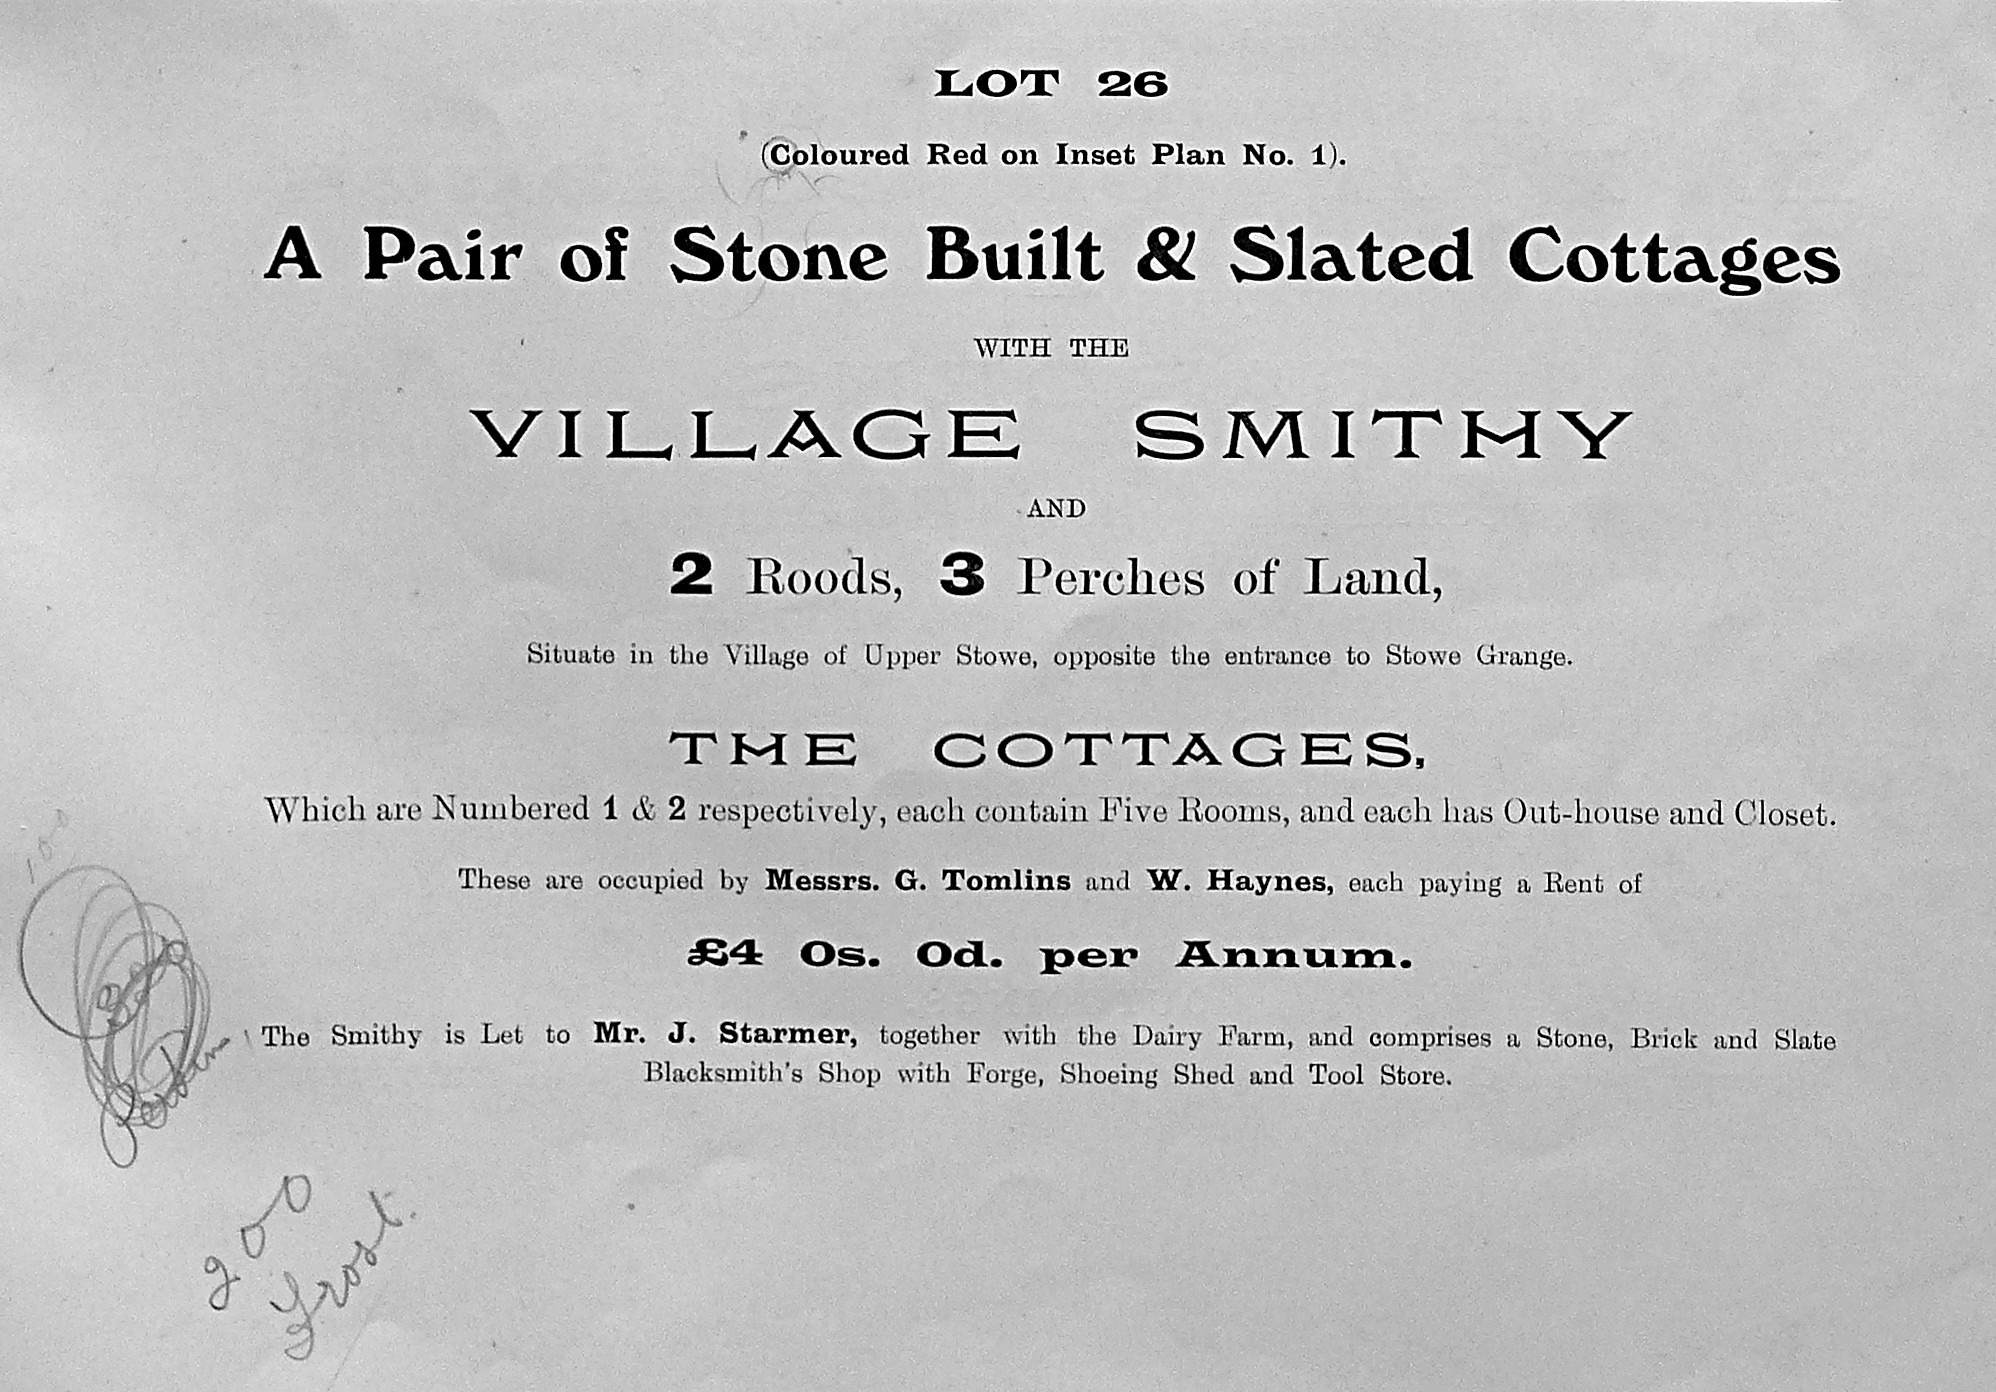 LOT 26
(Coloured Red on Inset Plan No. 1).
A Pair of Stone Built & Slated Cottages
WITH THE
VILLAGE SMITHY
AND
2 Roods, 3 Perches of Land,
Situate in the Village of Upper Stowe, opposite the entrance to Stowe Grange.
THE COTTAGES,
Which are Numbered 1 & 2 respectively, each contain Five Rooms, and each has Out-house and Closet.
These are occupied by Messrs. G. Tomlins and W. Haynes, each paying a Rent of
£4 0s. 0d. per Annum.
The Smithy is Let to Mr. J. Starmer, together with the Dairy Farm, and comprises a Stone, Brick and Slate
Blacksmith's Shop with Forge, Shoeing Shed and Tool Store.
100
200
Frost.